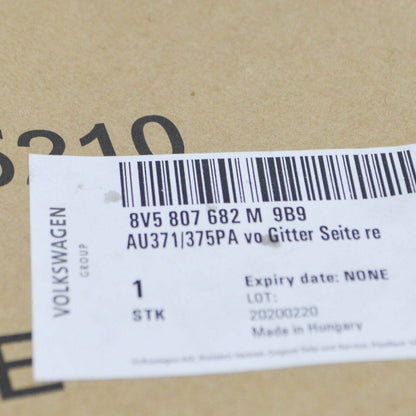 5210
8V5 807 682 M 9B9
AU371/375PA vo Gitter Seite re
VOLKSWAGEN
GROUP
1
STK
Expiry date: NONE
LOT:
20200220
Made in Hungary
E